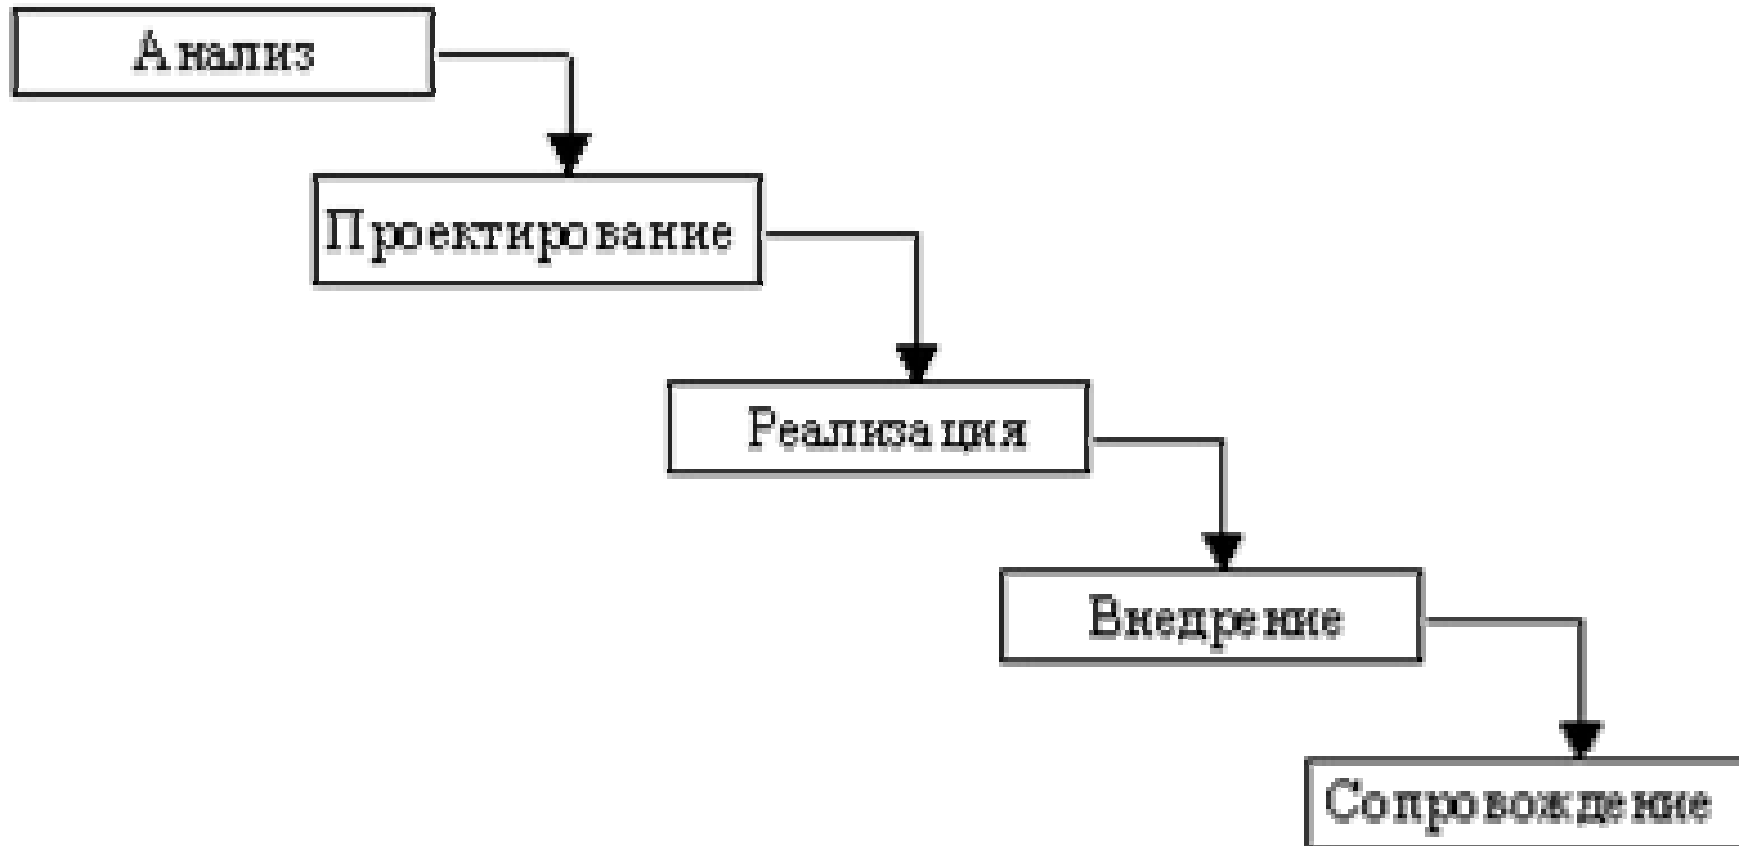 Анализ
Проектирование
Реализация
Внедрение
Сопровождение